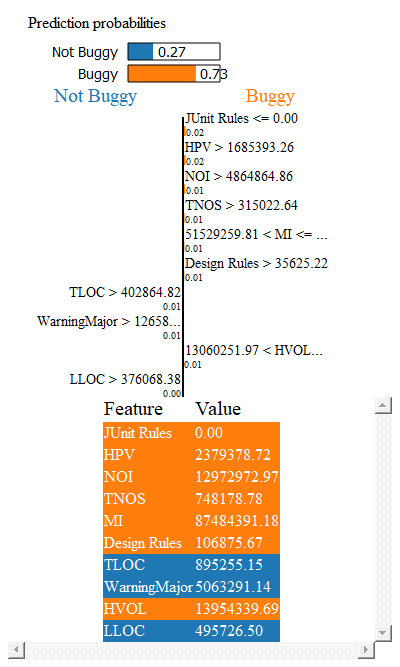 Prediction probabilities
Not Buggy 0.27
Buggy 0.73
Not Buggy Buggy
JUnit Rules <= 0.00
0.02
HPV > 1685393.26
0.02
NOI > 4864864.86
0.01
TNOS > 315022.64
0.01
51529259.81 < MI <= ...
0.01
Design Rules > 35625.22
0.01
TLOC > 402864.82
0.01
WarningMajor > 12658...
0.01
13060251.97 < HVOL...
0.01
LLOC > 376068.38
0.00
Feature Value
JUnit Rules 0.00
HPV 2379378.72
NOI 12972972.97
TNOS 748178.78
MI 87484391.18
Design Rules 106875.67
TLOC 895255.15
WarningMajor 5063291.14
HVOL 13954339.69
LLOC 495726.50